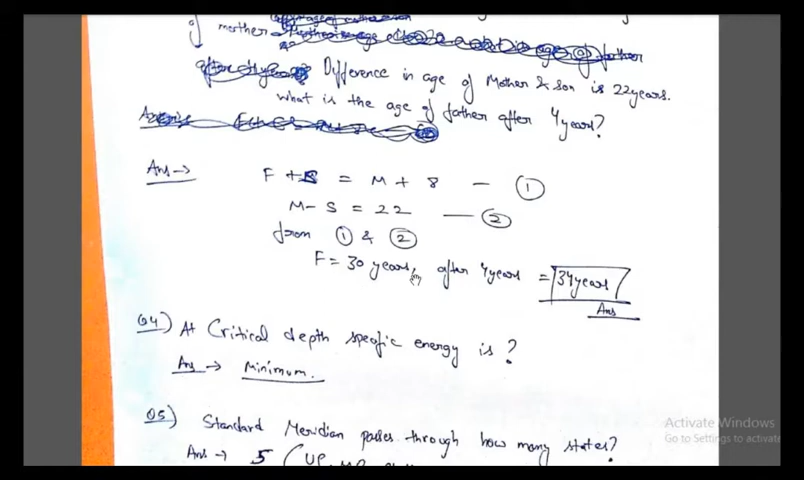 of mother
Difference in age of Mother & son is 22years.
what is the age of father after 4years?
Ans →
F + S = M + 8 — ①
M - S = 22 — ②
from ① & ②
F = 30 years, after 4years = 34years
Ans
Q4) At Critical depth specific energy is ?
Ans → Minimum.
Q5) Standard Meridian passes through how many states?
Ans → 5 (UP, MP,
Activate Windows
Go to Settings to activate